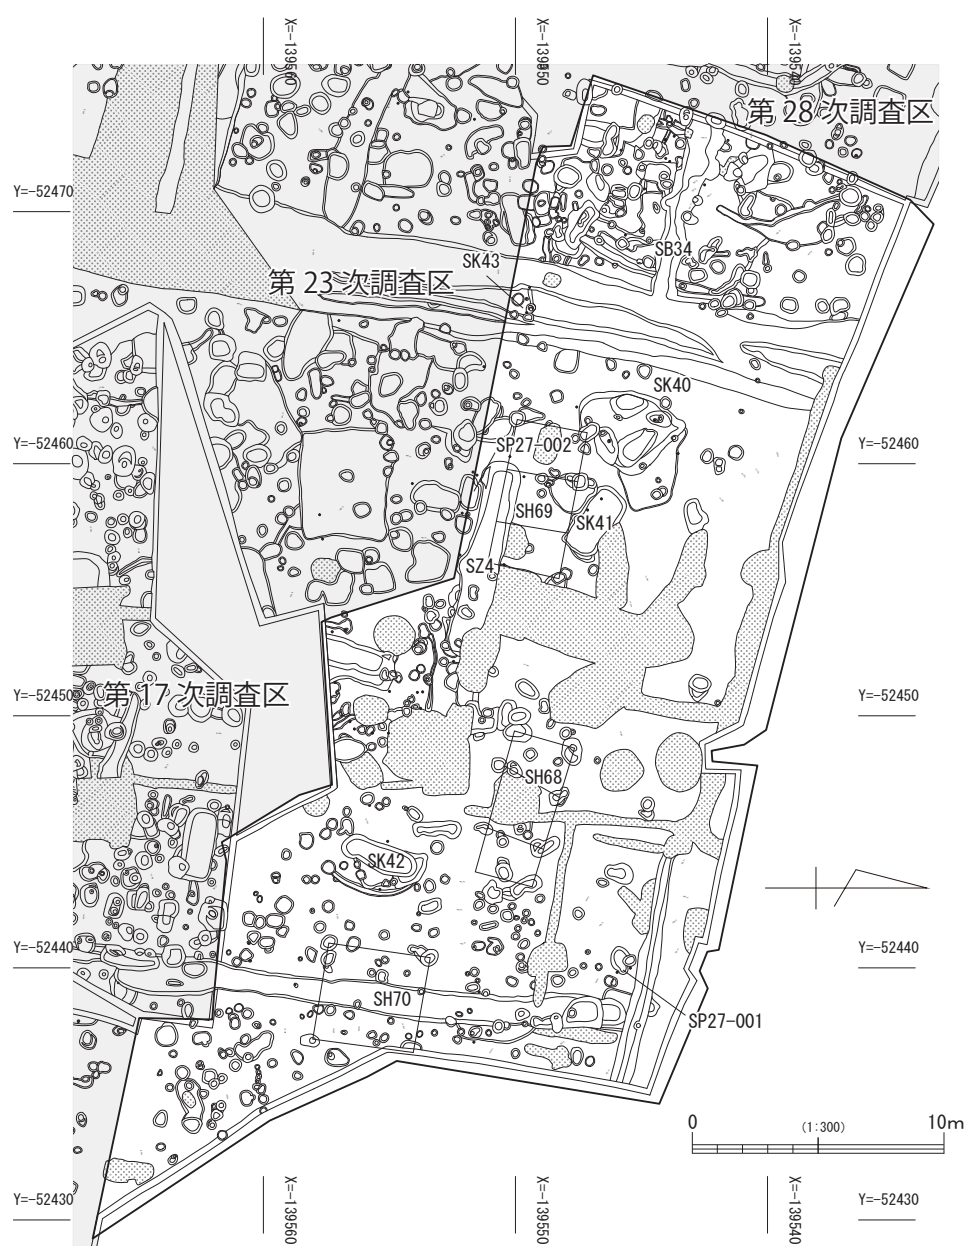 X=-139560
X=-139550
X=-139540
第 28 次調査区
Y=-52470
SB34
SK43
第 23 次調査区
SK40
Y=-52460
SP27-002
Y=-52460
SH69
SK41
SZ4
Y=-52450
第 17 次調査区
Y=-52450
SH68
SK42
Y=-52440
Y=-52440
SH70
SP27-001
0
(1:300)
10m
Y=-52430
X=-139560
X=-139550
X=-139540
Y=-52430